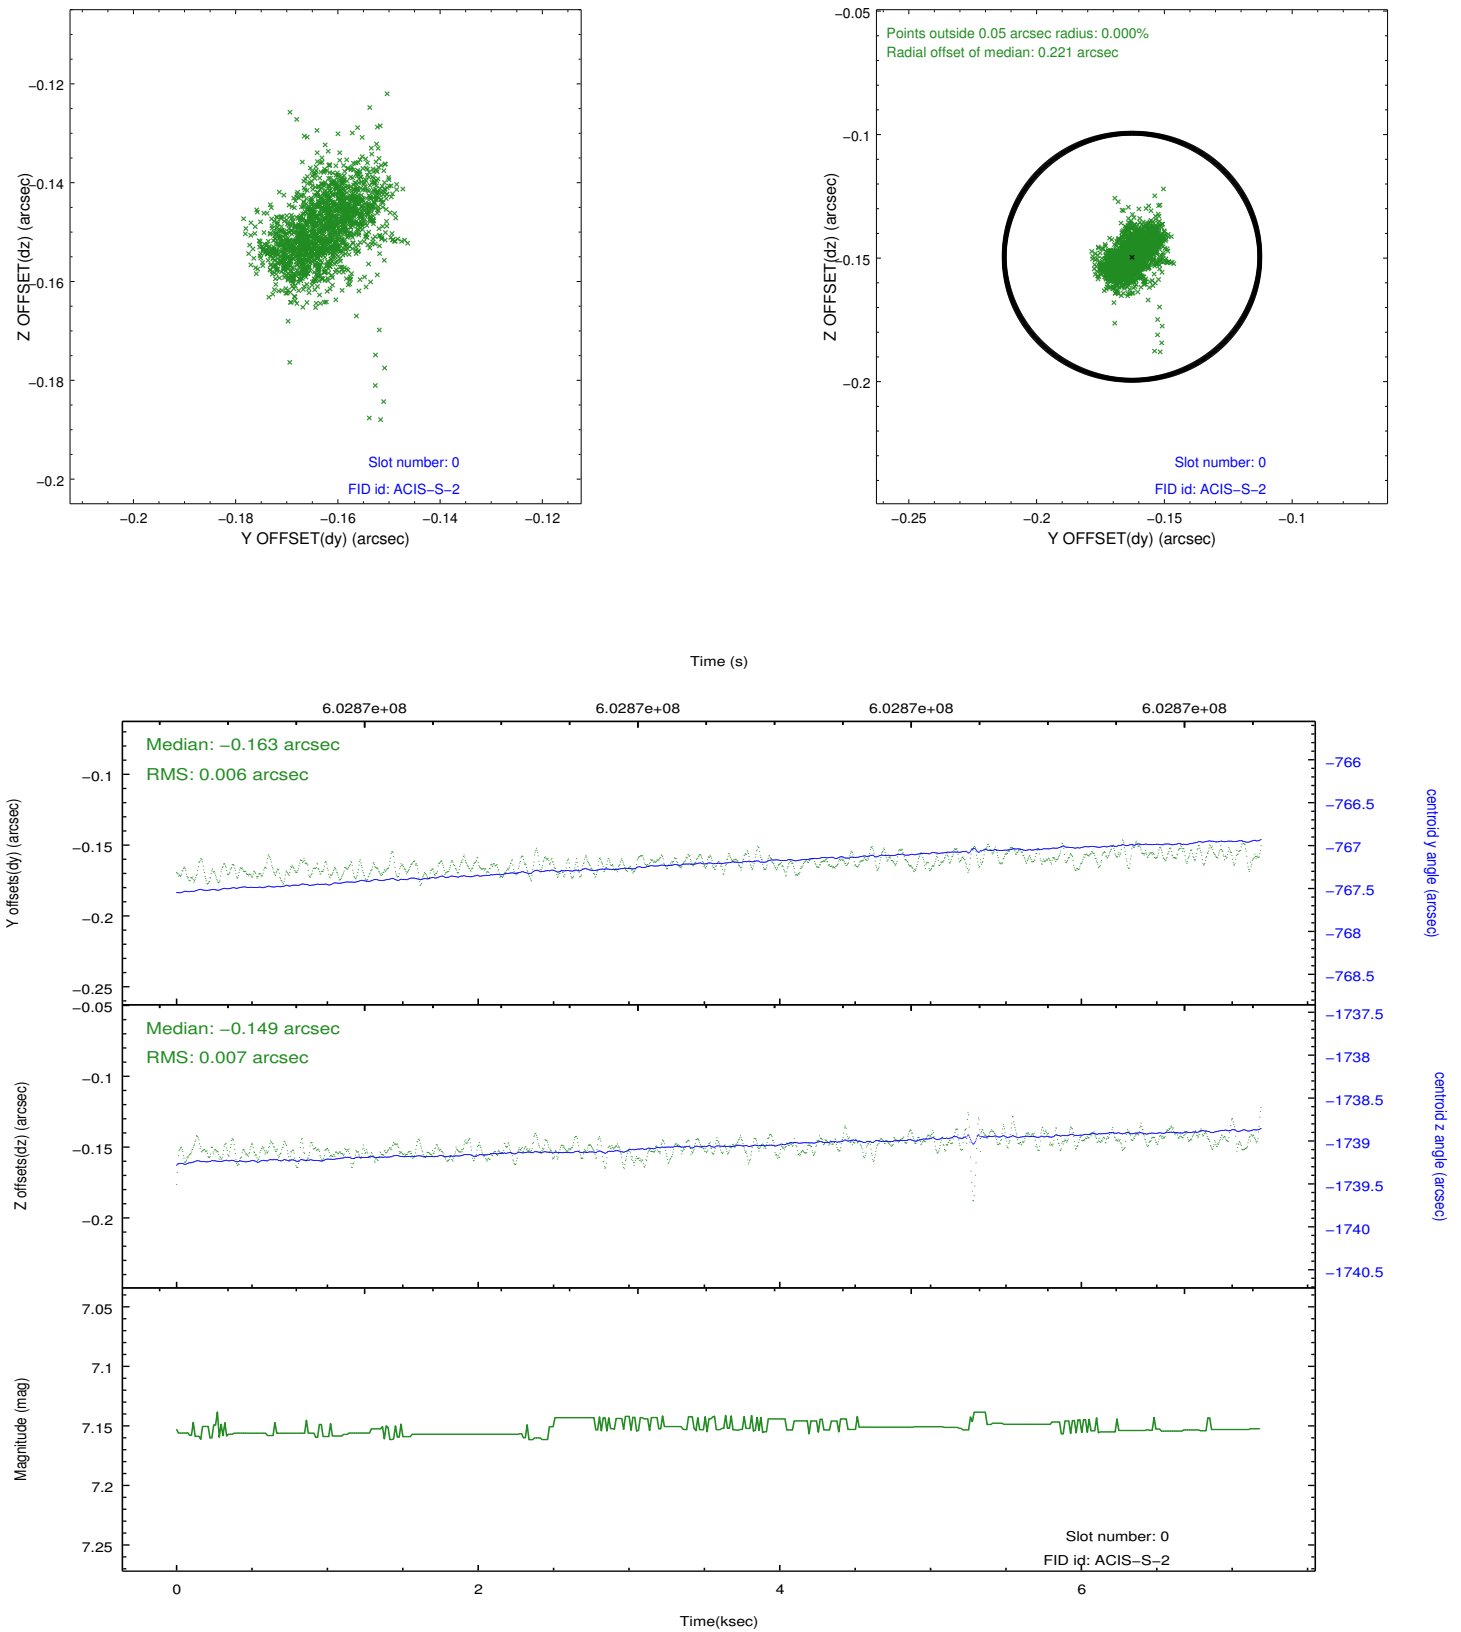 −0.12
−0.14
−0.16
−0.18
−0.2
Z OFFSET(dz) (arcsec)
Slot number: 0
FID id: ACIS−S−2
−0.2
−0.18
−0.16
−0.14
−0.12
Y OFFSET(dy) (arcsec)
−0.05
−0.1
−0.15
−0.2
Z OFFSET(dz) (arcsec)
Points outside 0.05 arcsec radius: 0.000%
Radial offset of median: 0.221 arcsec
Slot number: 0
FID id: ACIS−S−2
−0.25
−0.2
−0.15
−0.1
Y OFFSET(dy) (arcsec)
Time (s)
6.0287e+08
6.0287e+08
6.0287e+08
6.0287e+08
Median: −0.163 arcsec
RMS: 0.006 arcsec
−0.1
−0.15
−0.2
−0.25
Y offsets(dy) (arcsec)
−766
−766.5
−767
−767.5
−768
−768.5
centroid y angle (arcsec)
Median: −0.149 arcsec
RMS: 0.007 arcsec
−0.05
−0.1
−0.15
−0.2
Z offsets(dz) (arcsec)
−1737.5
−1738
−1738.5
−1739
−1739.5
−1740
−1740.5
centroid z angle (arcsec)
7.05
7.1
7.15
7.2
7.25
Magnitude (mag)
Slot number: 0
FID id: ACIS−S−2
0
2
4
6
Time(ksec)